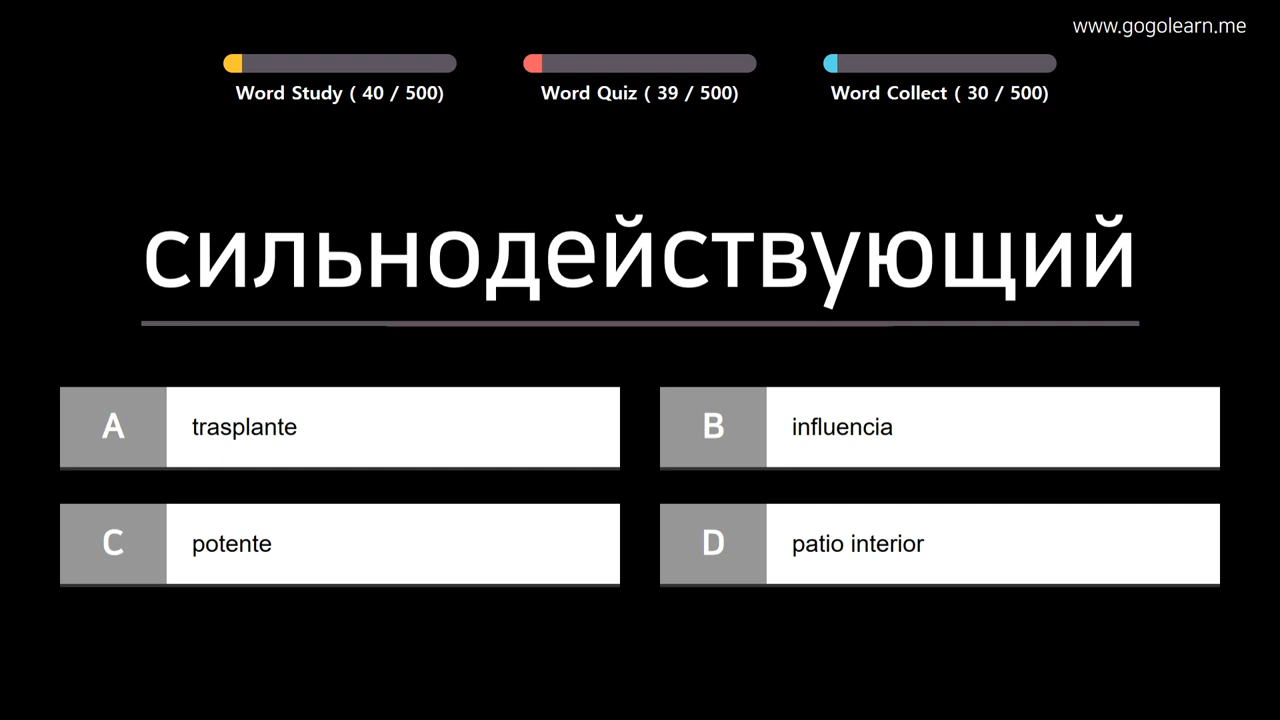 www.gogolearn.me
Word Study ( 40 / 500)
Word Quiz ( 39 / 500)
Word Collect ( 30 / 500)
сильнодействующий
A trasplante
B influencia
C potente
D patio interior